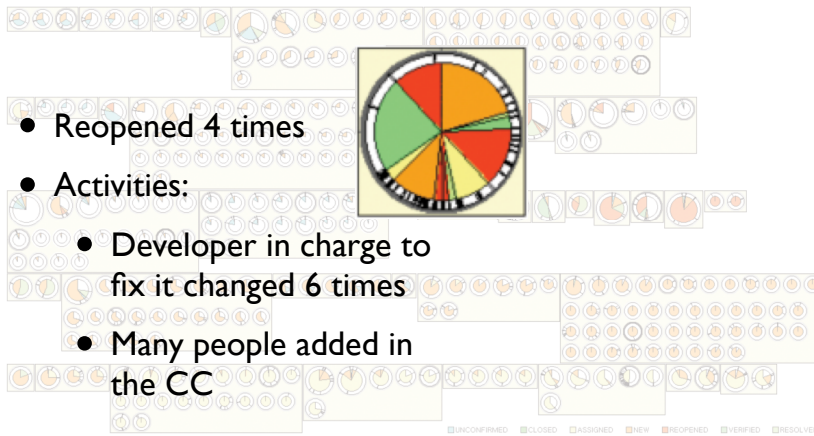 • Reopened 4 times
• Activities:
• Developer in charge to
fix it changed 6 times
• Many people added in
the CC
UNCONFIRMED CLOSED ASSIGNED NEW REOPENED VERIFIED RESOLVED